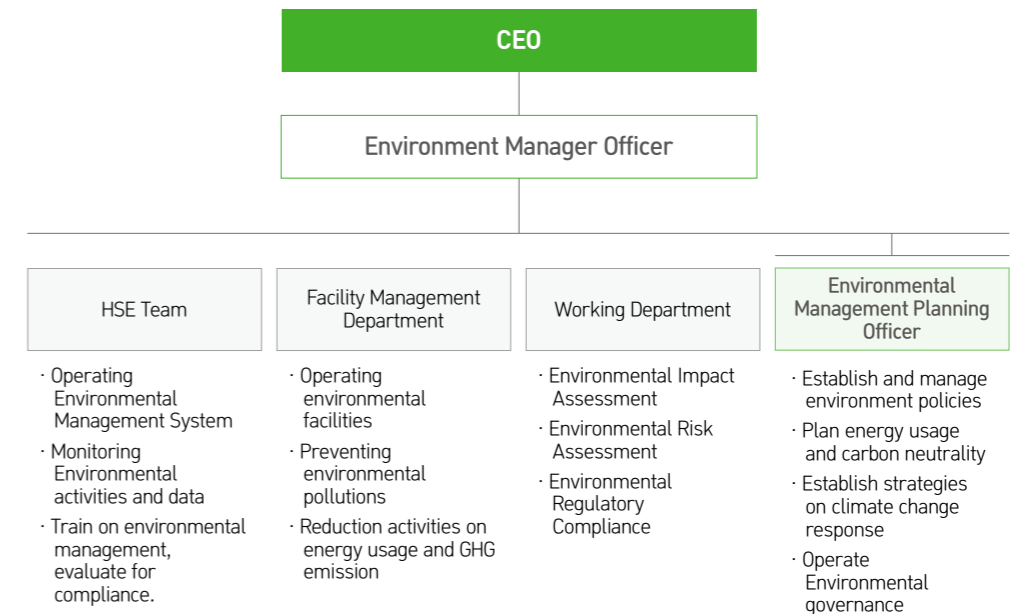 CEO
Environment Manager Officer
HSE Team
· Operating
Environmental
Management System
· Monitoring
Environmental
activities and data
· Train on environmental
management,
evaluate for
compliance.
Facility Management
Department
· Operating
environmental
facilities
· Preventing
environmental
pollutions
· Reduction activities on
energy usage and GHG
emission
Working Department
· Environmental Impact
Assessment
· Environmental Risk
Assessment
· Environmental
Regulatory
Compliance
Environmental
Management Planning
Officer
· Establish and manage
environment policies
· Plan energy usage
and carbon neutrality
· Establish strategies
on climate change
response
· Operate
Environmental
governance